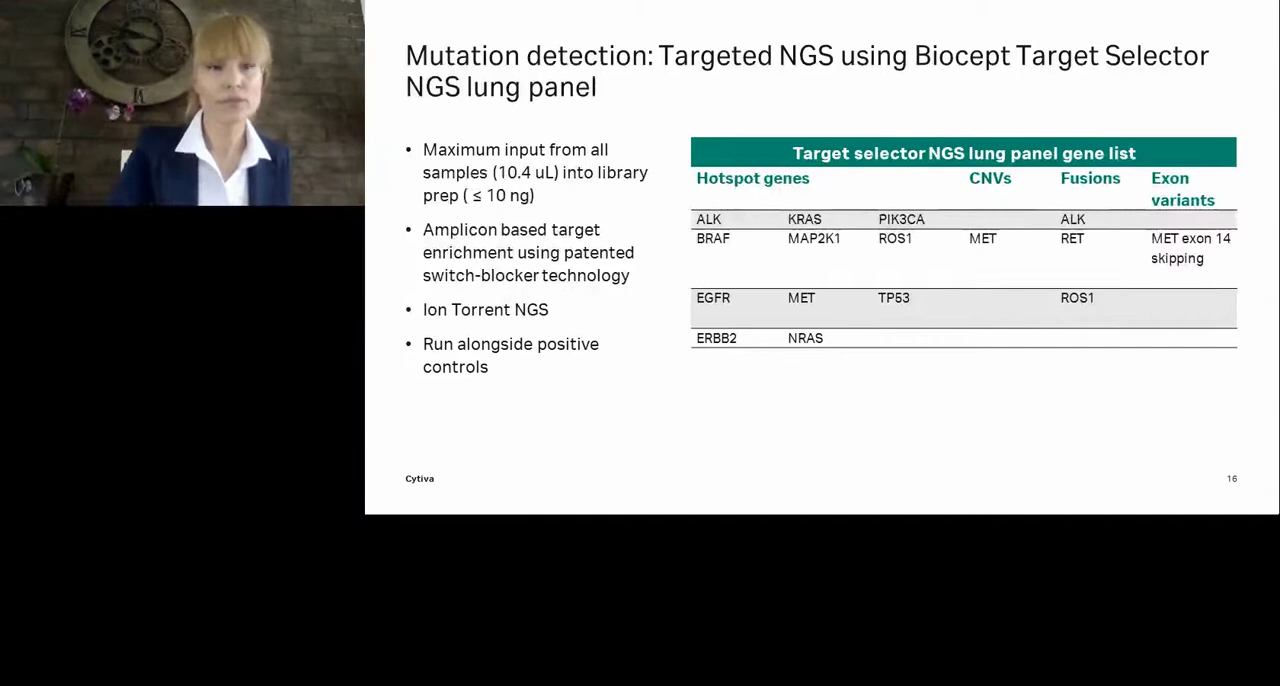 Mutation detection: Targeted NGS using Biocept Target Selector
NGS lung panel
• Maximum input from all
samples (10.4 uL) into library
prep ( ≤ 10 ng)
• Amplicon based target
enrichment using patented
switch-blocker technology
• Ion Torrent NGS
• Run alongside positive
controls
Target selector NGS lung panel gene list
Hotspot genes CNVs Fusions Exon
variants
ALK KRAS PIK3CA ALK
BRAF MAP2K1 ROS1 MET RET MET exon 14
skipping
EGFR MET TP53 ROS1
ERBB2 NRAS
Cytiva 16